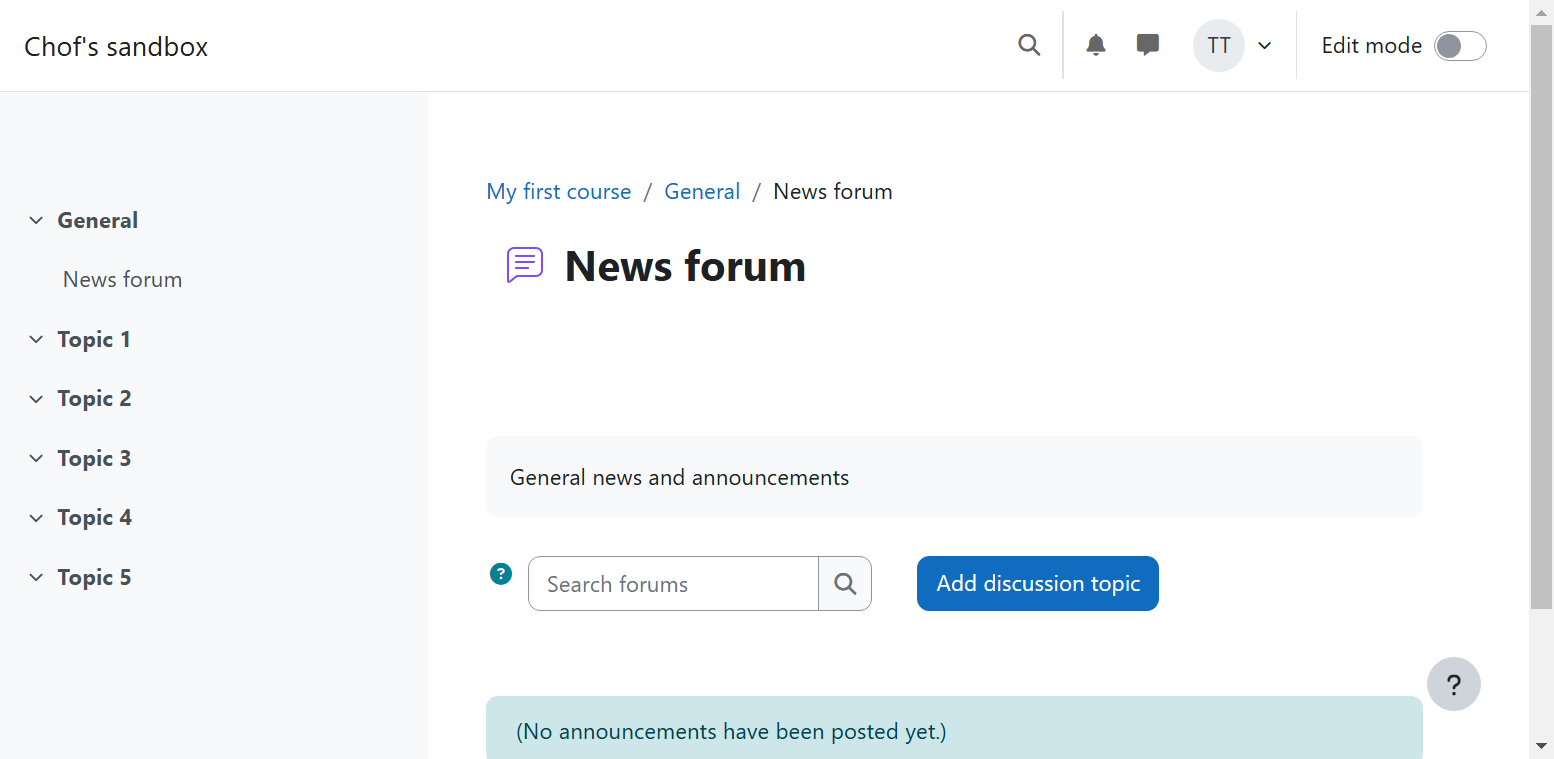 Chof's sandbox
TT
Edit mode
General
News forum
Topic 1
Topic 2
Topic 3
Topic 4
Topic 5
My first course / General / News forum
News forum
General news and announcements
?
Search forums
Add discussion topic
?
(No announcements have been posted yet.)